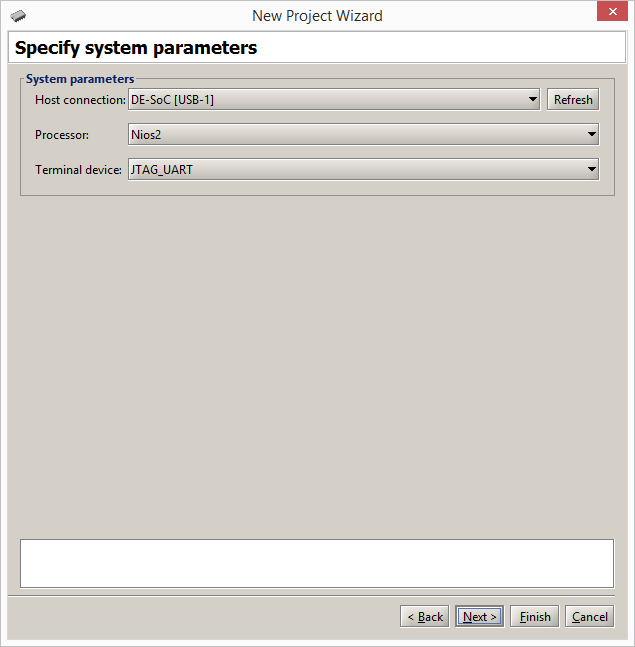 New Project Wizard
Specify system parameters
System parameters
Host connection: DE-SoC [USB-1] Refresh
Processor: Nios2
Terminal device: JTAG_UART
< Back Next > Finish Cancel